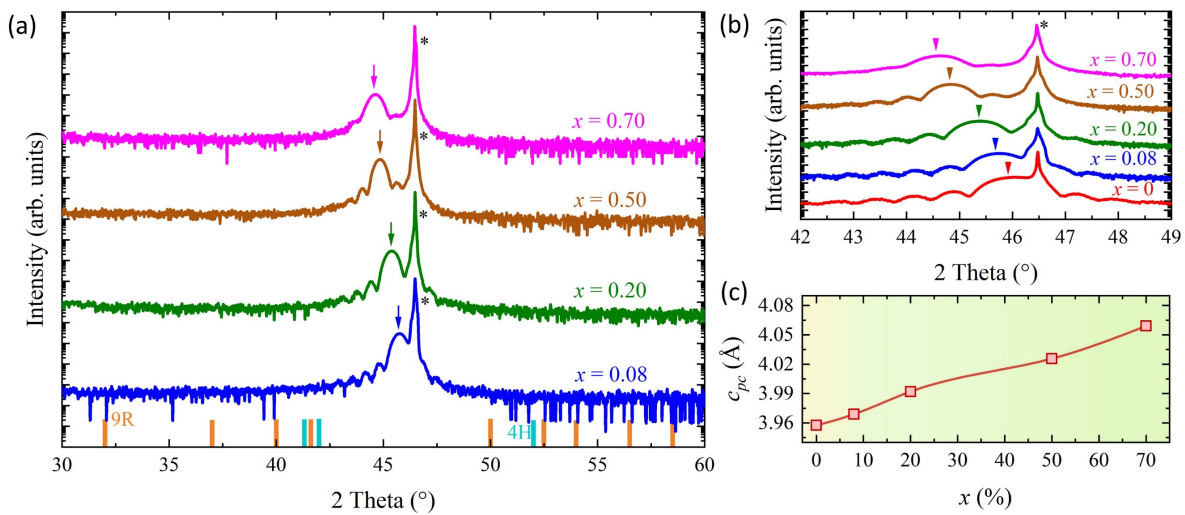 (a)
Intensity (arb. units)
*
x = 0.70
*
x = 0.50
*
x = 0.20
*
x = 0.08
9R
4H
30 35 40 45 50 55 60
2 Theta (°)
(b)
Intensity (arb. units)
*
x = 0.70
x = 0.50
x = 0.20
x = 0.08
x = 0
42 43 44 45 46 47 48 49
2 Theta (°)
(c)
cpc (Å)
4.08
4.05
4.02
3.99
3.96
0 10 20 30 40 50 60 70
x (%)